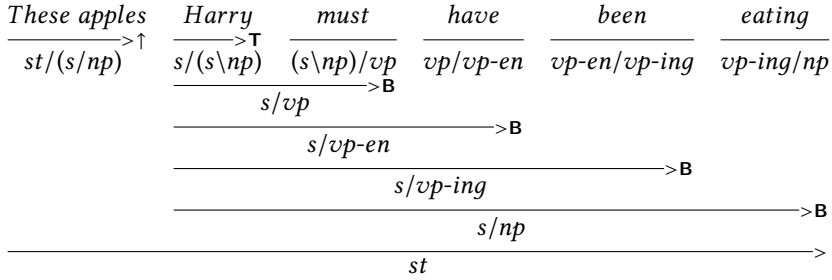 These apples Harry must have been eating
>↑ >T
st/(s/np) s/(s\np) (s\np)/vp vp/vp-en vp-en/vp-ing vp-ing/np
>B
s/vp
>B
s/vp-en
>B
s/vp-ing
>B
s/np
>
st